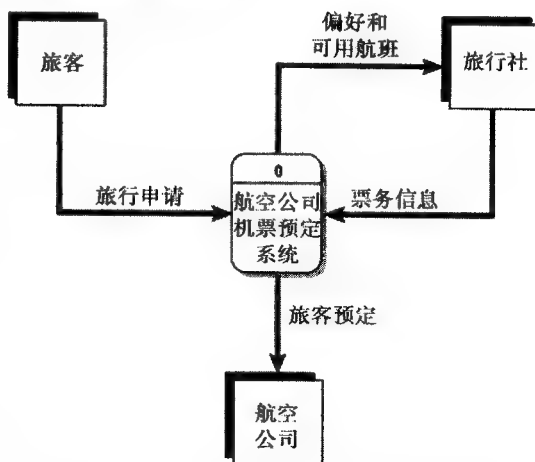 旅客
偏好和
可用航班
旅行社
旅行申请
0
航空公司
机票预定
系统
票务信息
旅客预定
航空
公司